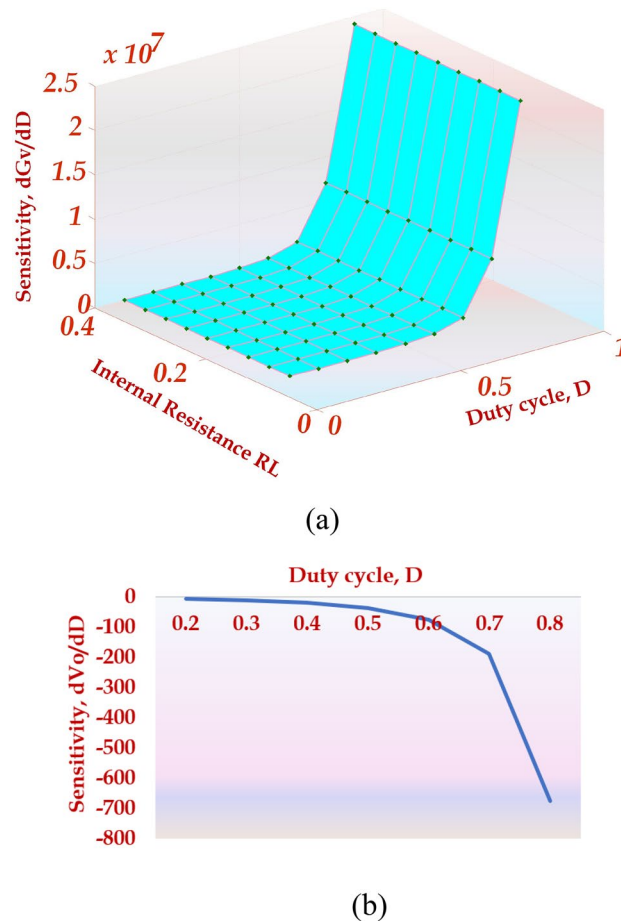 x 10⁷
2.5
2
1.5
1
0.5
0
Sensitivity, dGv/dD
0.4
0.2
0
Internal Resistance RL
0
0.5
1
Duty cycle, D
(a)
Duty cycle, D
0
-100
-200
-300
-400
-500
-600
-700
-800
0.2 0.3 0.4 0.5 0.6 0.7 0.8
Sensitivity, dVo/dD
(b)